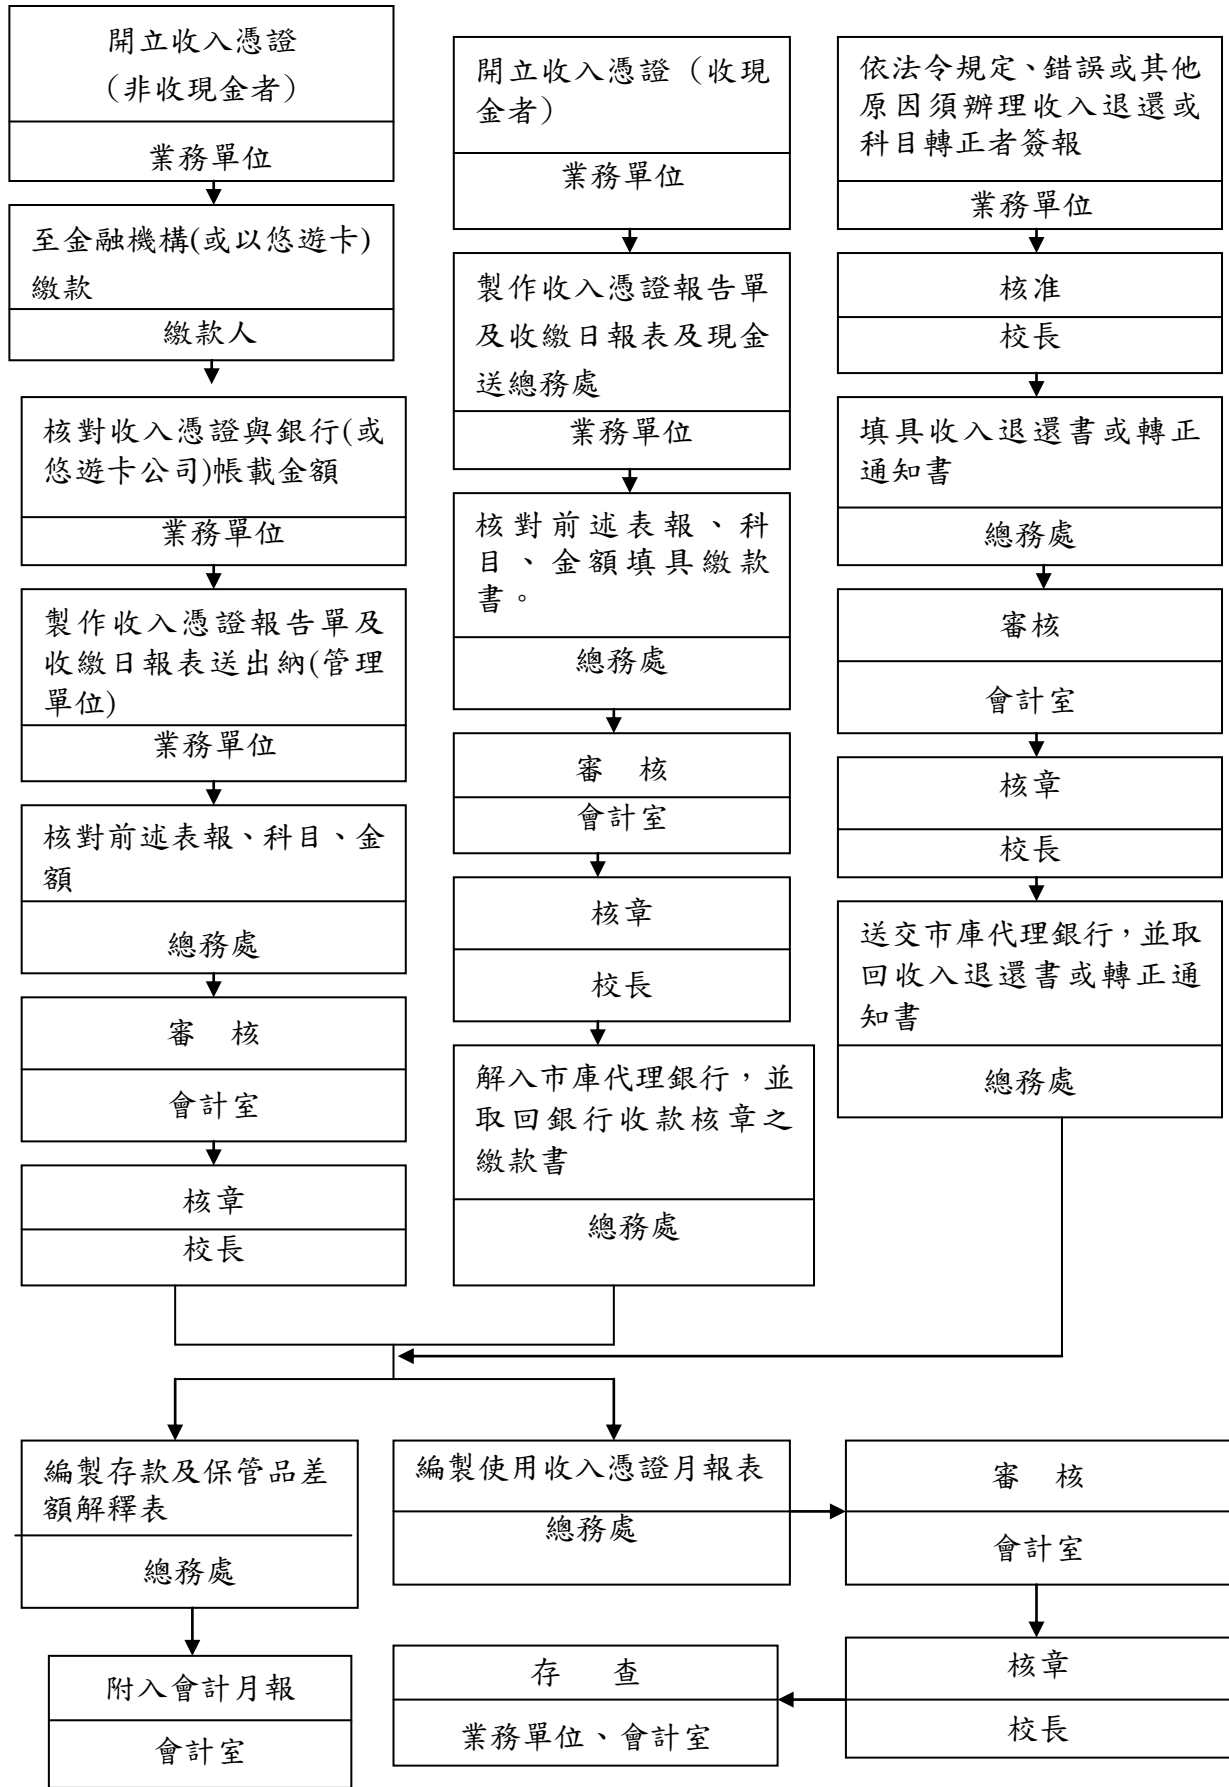 開立收入憑證
（非收現金者）
業務單位
至金融機構(或以悠遊卡)
繳款
繳款人
核對收入憑證與銀行(或
悠遊卡公司)帳載金額
業務單位
製作收入憑證報告單及
收繳日報表送出納(管理
單位)
業務單位
核對前述表報、科目、金
額
總務處
審　核
會計室
核章
校長
開立收入憑證（收現
金者）
業務單位
製作收入憑證報告單
及收繳日報表及現金
送總務處
業務單位
核對前述表報、科
目、金額填具繳款
書。
總務處
審　核
會計室
核章
校長
解入市庫代理銀行，並
取回銀行收款核章之
繳款書
總務處
依法令規定、錯誤或其他
原因須辦理收入退還或
科目轉正者簽報
業務單位
核准
校長
填具收入退還書或轉正
通知書
總務處
審核
會計室
核章
校長
送交市庫代理銀行，並取
回收入退還書或轉正通
知書
總務處
編製存款及保管品差
額解釋表
總務處
附入會計月報
會計室
編製使用收入憑證月報表
總務處
審　核
會計室
核章
校長
存　查
業務單位、會計室